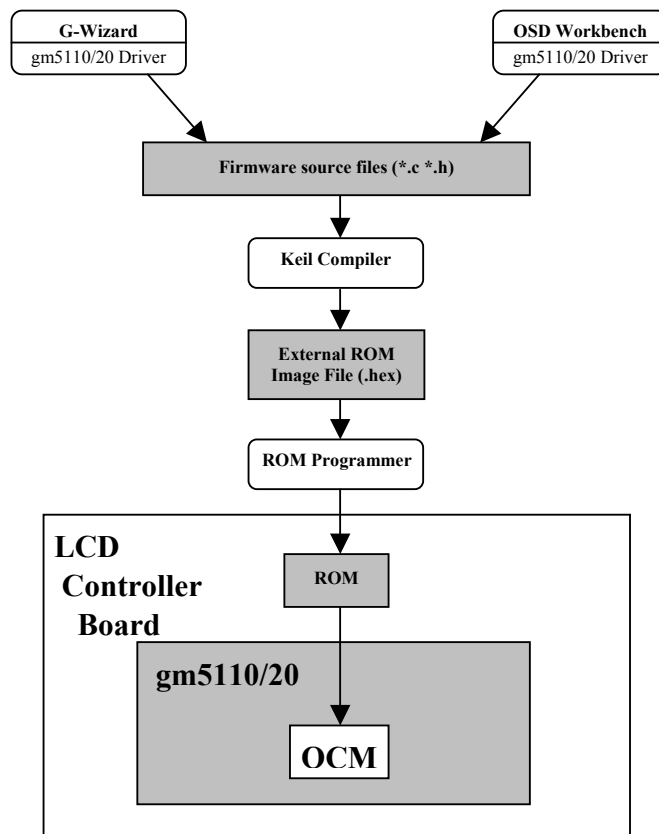 G-Wizard
gm5110/20 Driver
OSD Workbench
gm5110/20 Driver
Firmware source files (*.c *.h)
Keil Compiler
External ROM
Image File (.hex)
ROM Programmer
LCD
Controller
Board
ROM
gm5110/20
OCM